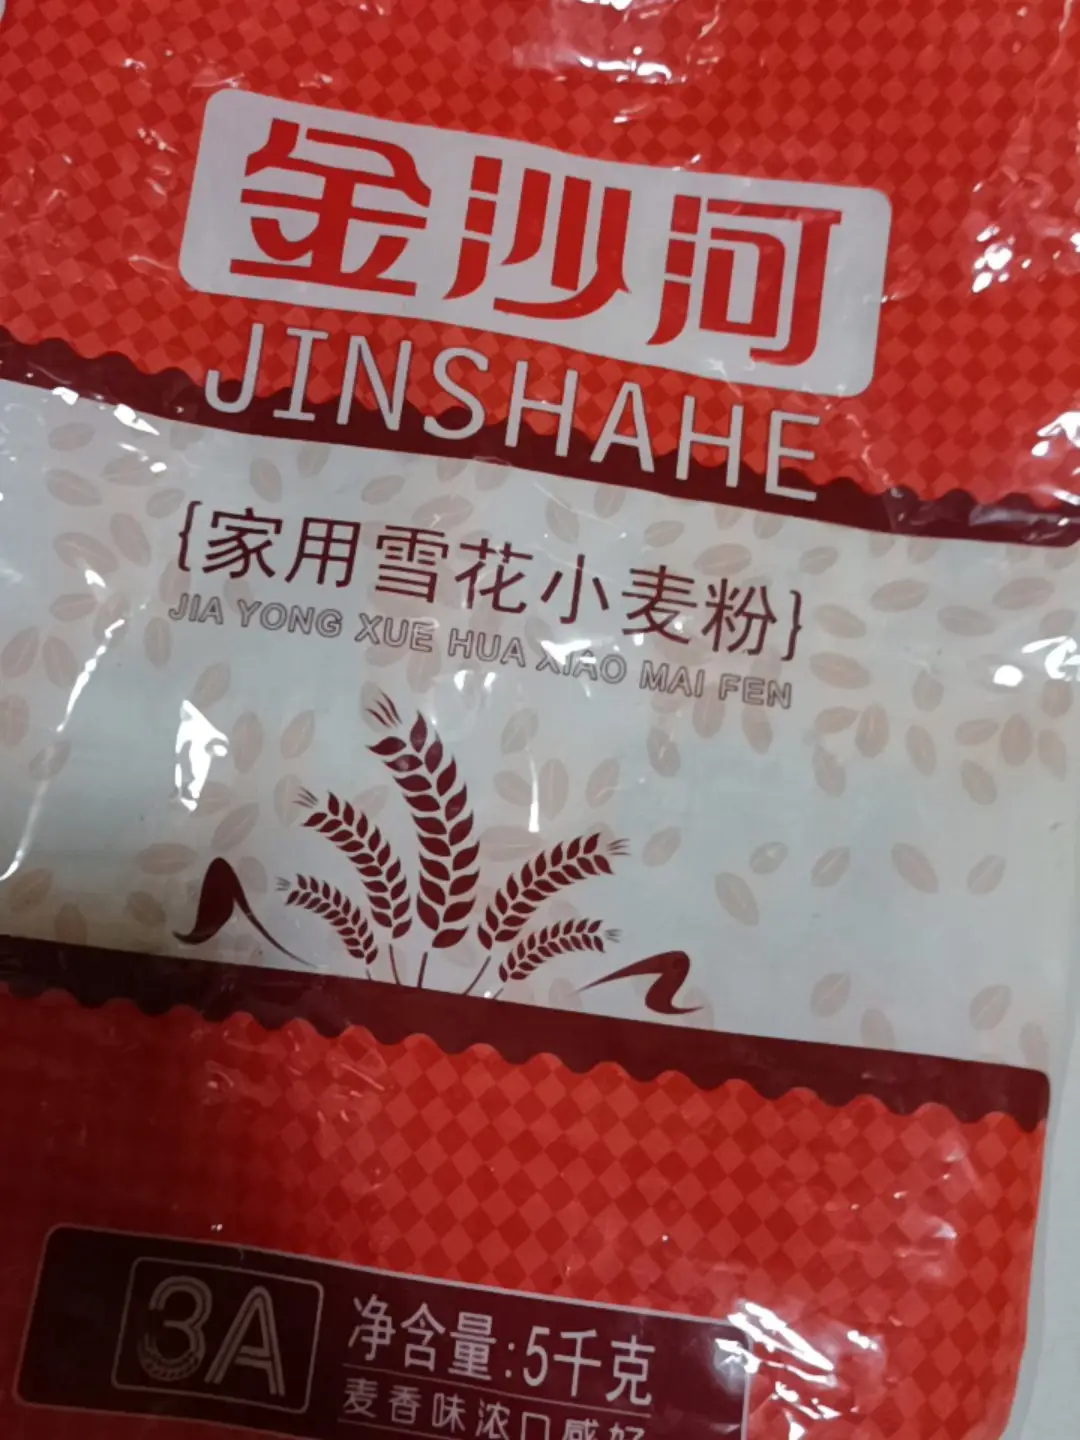 金沙河
JINSHAHE
{家用雪花小麦粉}
JIA YONG XUE HUA XIAO MAI FEN
3A
净含量:5千克
麦香味浓口感好